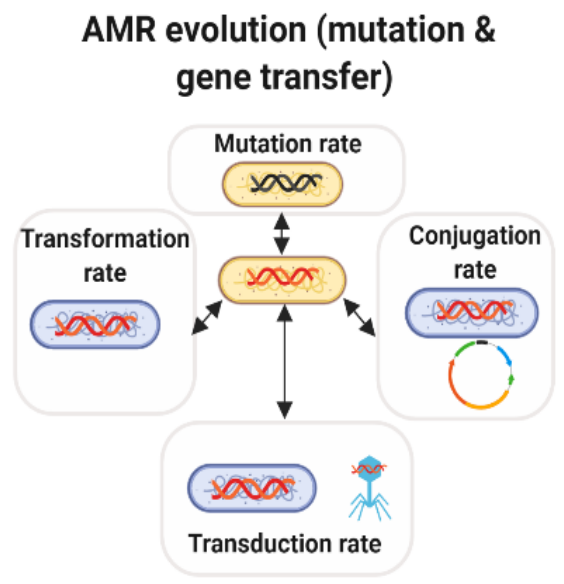 AMR evolution (mutation &
gene transfer)
Mutation rate
Transformation
rate
Conjugation
rate
Transduction rate